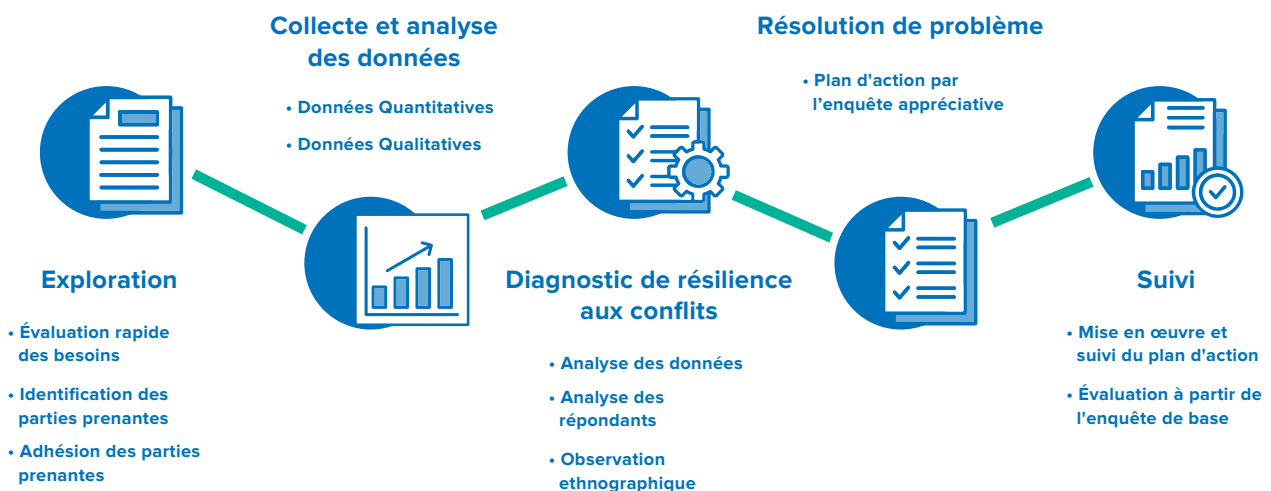 Exploration
• Évaluation rapide
des besoins
• Identification des
parties prenantes
• Adhésion des parties
prenantes
Collecte et analyse
des données
• Données Quantitatives
• Données Qualitatives
Diagnostic de résilience
aux conflits
• Analyse des données
• Analyse des
répondants
• Observation
ethnographique
Résolution de problème
• Plan d'action par
l’enquête appréciative
Suivi
• Mise en œuvre et
suivi du plan d'action
• Évaluation à partir de
l'enquête de base